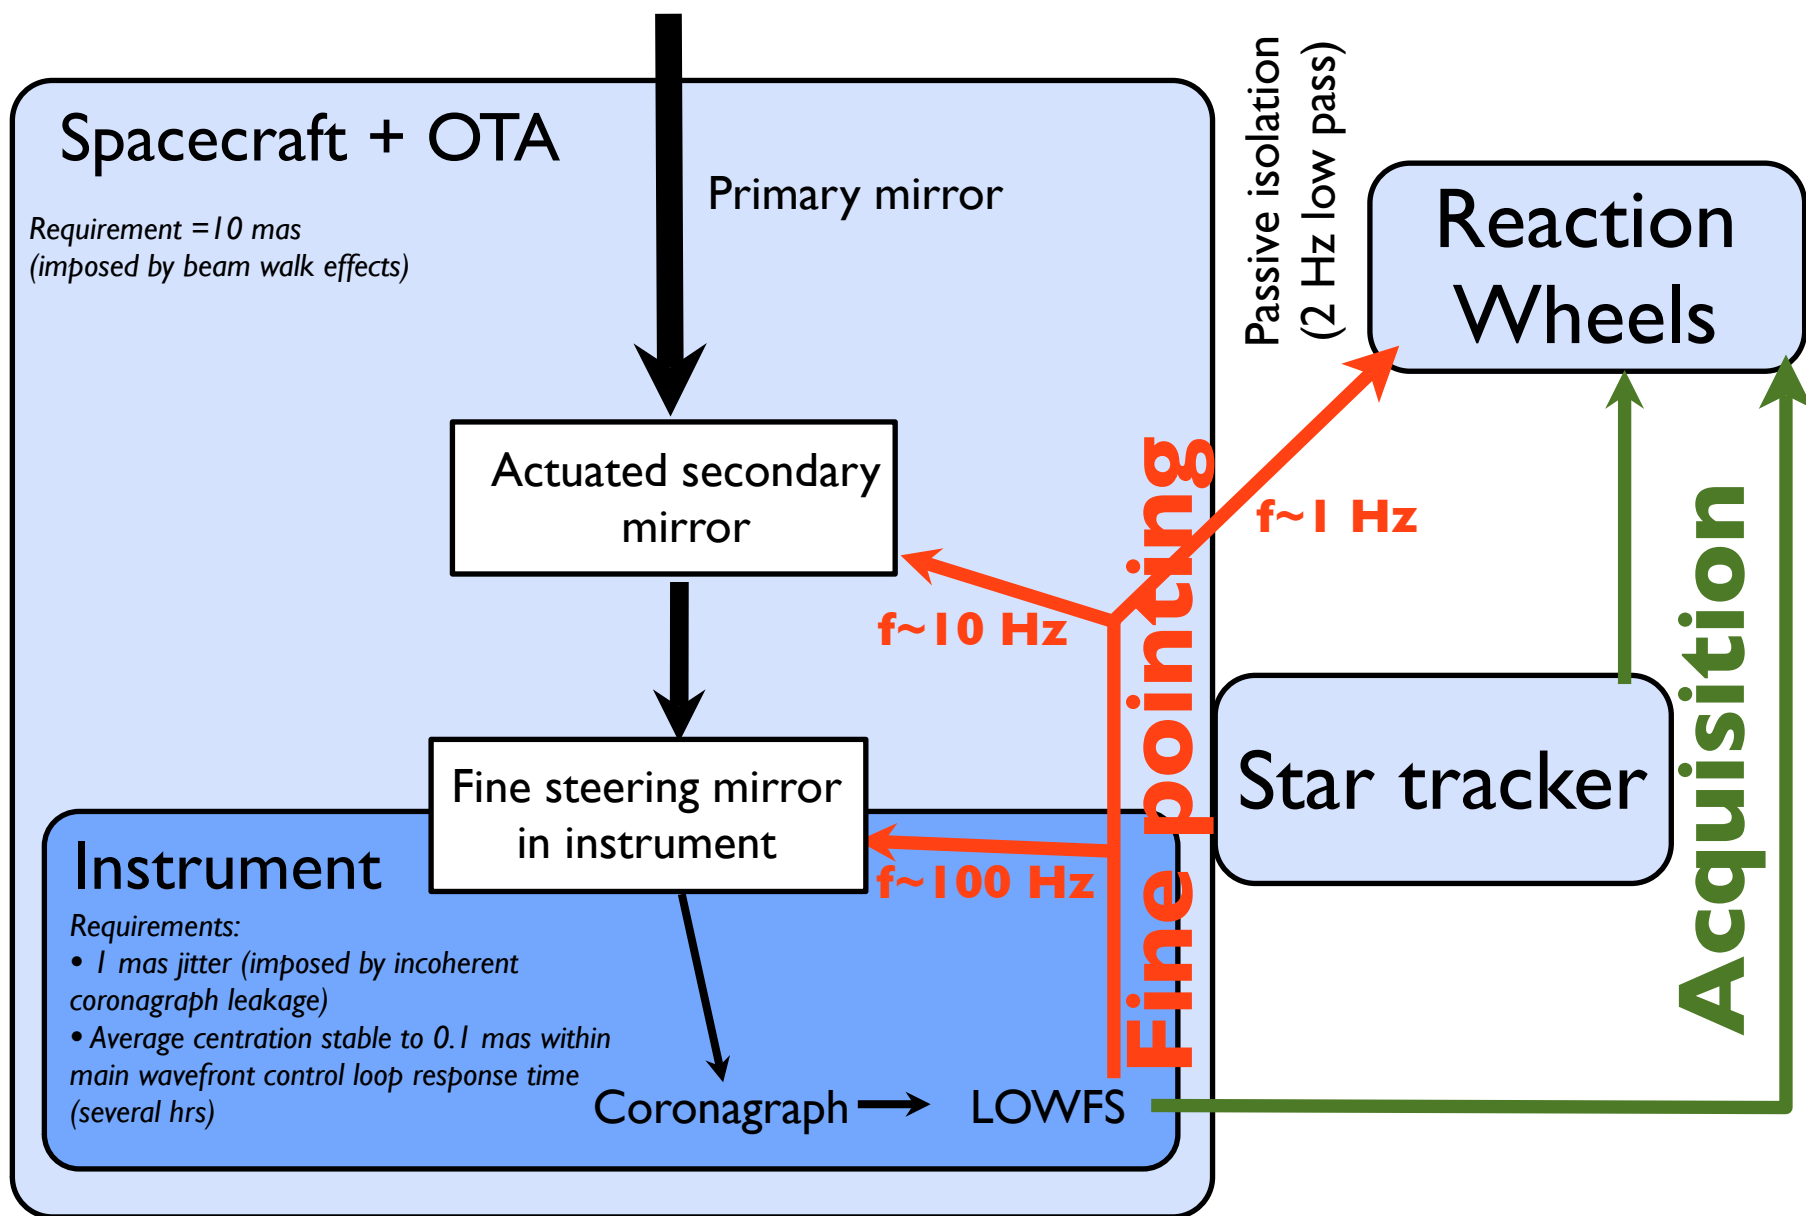 Spacecraft + OTA
Requirement =10 mas
(imposed by beam walk effects)
Primary mirror
Passive isolation
(2 Hz low pass)
Reaction
Wheels
Actuated secondary
mirror
f~1 Hz
f~10 Hz
Fine pointing
Acquisition
Star tracker
Fine steering mirror
in instrument
f~100 Hz
Instrument
Requirements:
• 1 mas jitter (imposed by incoherent
coronagraph leakage)
• Average centration stable to 0.1 mas within
main wavefront control loop response time
(several hrs)
Coronagraph
LOWFS